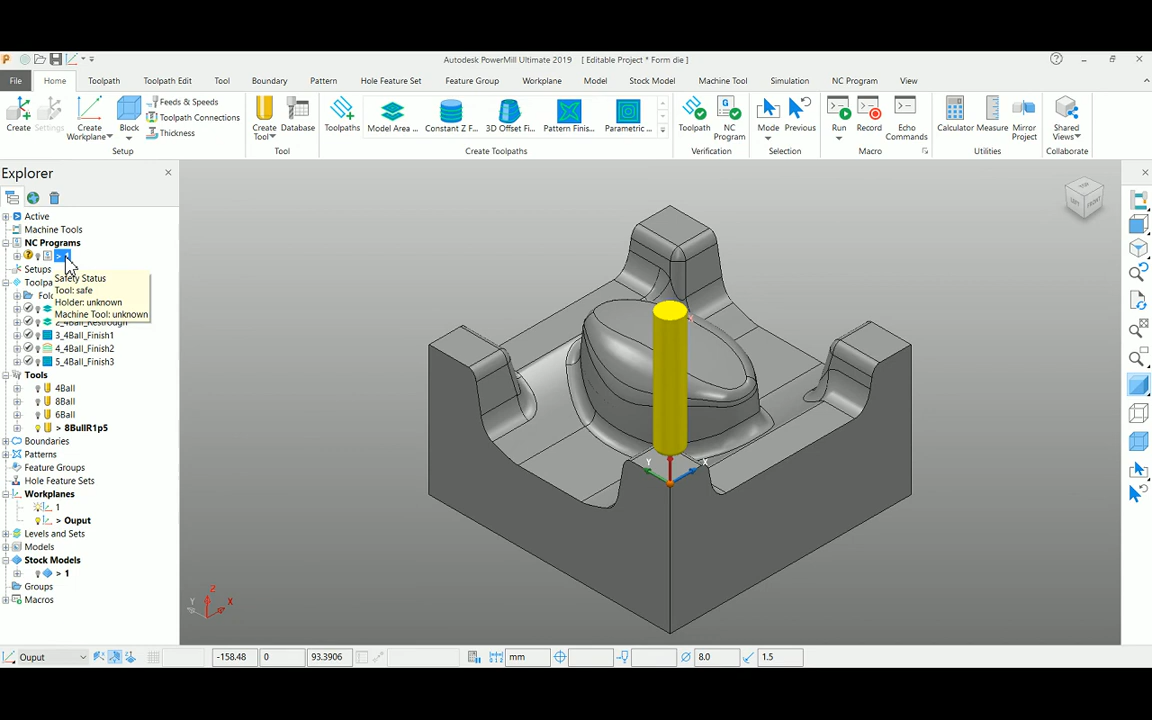 Autodesk PowerMill Ultimate 2019 [ Editable Project * Form die ]
File Home Toolpath Toolpath Edit Tool Boundary Pattern Hole Feature Set Feature Group Workplane Model Stock Model Machine Tool Simulation NC Program View
Create Settings Create Workplane Block Feeds & Speeds Toolpath Connections Thickness Create Tool Database Toolpaths Model Area ... Constant Z F... 3D Offset Fi... Pattern Finis... Parametric ... Toolpath NC Program Mode Previous Run Record Echo Commands Calculator Measure Mirror Project Shared Views
Setup Tool Create Toolpaths Verification Selection Macro Utilities Collaborate
Explorer
Active
Machine Tools
NC Programs
>
Setups
Safety Status
Tool: safe
Holder: unknown
Machine Tool: unknown
Toolpa
Fol
2_4Ball_RestRough
3_4Ball_Finish1
4_4Ball_Finish2
5_4Ball_Finish3
Tools
4Ball
8Ball
6Ball
> 8BullR1p5
Boundaries
Patterns
Feature Groups
Hole Feature Sets
Workplanes
1
> Ouput
Levels and Sets
Models
Stock Models
> 1
Groups
Macros
TOP
LEFT FRONT
Y X
Z
Y X
Ouput -158.48 0 93.3906 mm 8.0 1.5